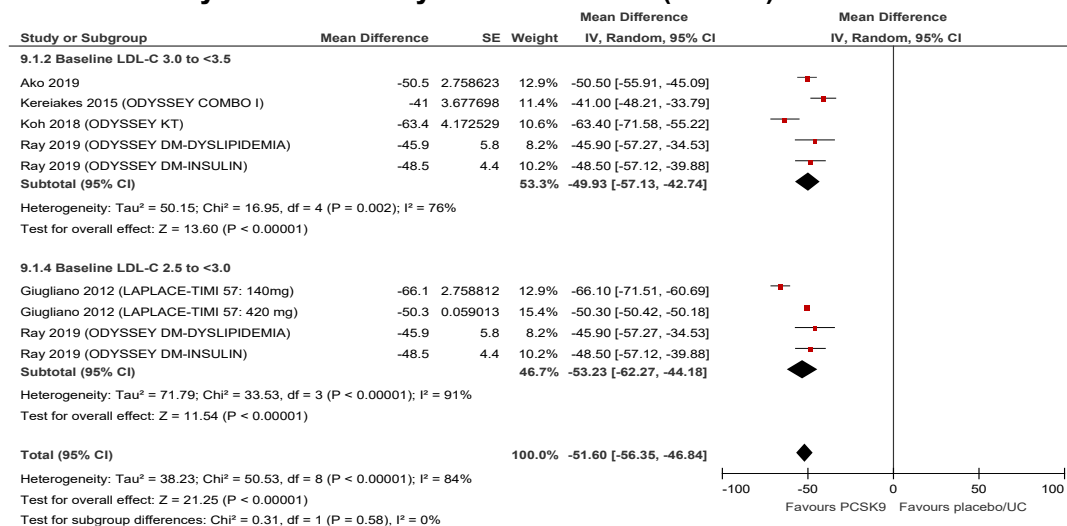 Mean Difference Mean Difference
Study or Subgroup Mean Difference SE Weight IV, Random, 95% CI IV, Random, 95% CI
9.1.2 Baseline LDL-C 3.0 to <3.5
Ako 2019 -50.5 2.758623 12.9% -50.50 [-55.91, -45.09]
Kereiakes 2015 (ODYSSEY COMBO I) -41 3.677698 11.4% -41.00 [-48.21, -33.79]
Koh 2018 (ODYSSEY KT) -63.4 4.172529 10.6% -63.40 [-71.58, -55.22]
Ray 2019 (ODYSSEY DM-DYSLIPIDEMIA) -45.9 5.8 8.2% -45.90 [-57.27, -34.53]
Ray 2019 (ODYSSEY DM-INSULIN) -48.5 4.4 10.2% -48.50 [-57.12, -39.88]
Subtotal (95% CI) 53.3% -49.93 [-57.13, -42.74]
Heterogeneity: Tau² = 50.15; Chi² = 16.95, df = 4 (P = 0.002); I² = 76%
Test for overall effect: Z = 13.60 (P < 0.00001)
9.1.4 Baseline LDL-C 2.5 to <3.0
Giugliano 2012 (LAPLACE-TIMI 57: 140mg) -66.1 2.758812 12.9% -66.10 [-71.51, -60.69]
Giugliano 2012 (LAPLACE-TIMI 57: 420 mg) -50.3 0.059013 15.4% -50.30 [-50.42, -50.18]
Ray 2019 (ODYSSEY DM-DYSLIPIDEMIA) -45.9 5.8 8.2% -45.90 [-57.27, -34.53]
Ray 2019 (ODYSSEY DM-INSULIN) -48.5 4.4 10.2% -48.50 [-57.12, -39.88]
Subtotal (95% CI) 46.7% -53.23 [-62.27, -44.18]
Heterogeneity: Tau² = 71.79; Chi² = 33.53, df = 3 (P < 0.00001); I² = 91%
Test for overall effect: Z = 11.54 (P < 0.00001)
Total (95% CI) 100.0% -51.60 [-56.35, -46.84]
Heterogeneity: Tau² = 38.23; Chi² = 50.53, df = 8 (P < 0.00001); I² = 84%
Test for overall effect: Z = 21.25 (P < 0.00001)
Test for subgroup differences: Chi² = 0.31, df = 1 (P = 0.58), I² = 0%
-100 -50 0 50 100
Favours PCSK9 Favours placebo/UC